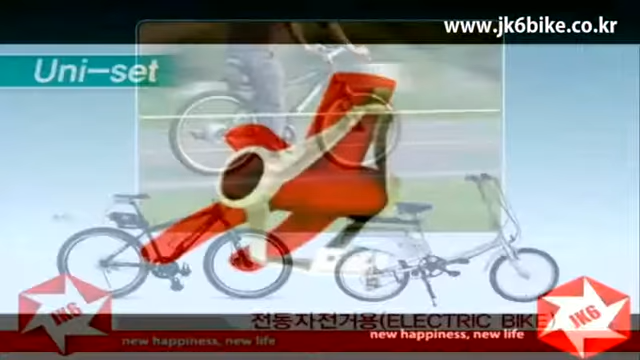 www.jk6bike.co.kr
Uni-set
전동자전거용(ELECTRIC BIKE)
JK6
new happiness, new life
new happiness, new life
JK6